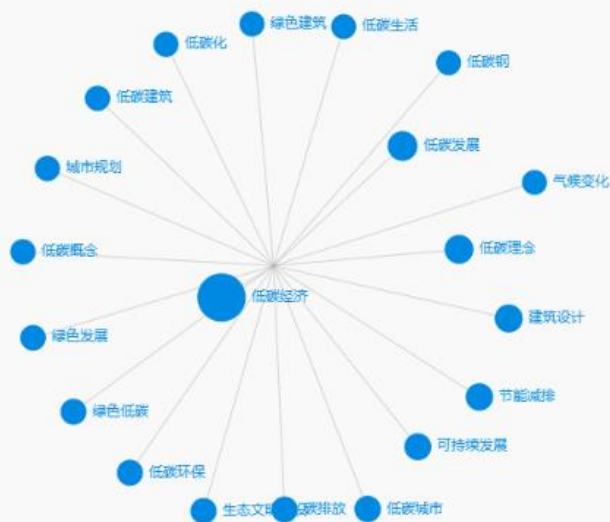 绿色建筑
低碳生活
低碳化
低碳钢
低碳建筑
低碳发展
城市规划
气候变化
低碳概念
低碳理念
低碳经济
建筑设计
绿色发展
节能减排
绿色低碳
可持续发展
低碳环保
生态文明
碳排放
低碳城市